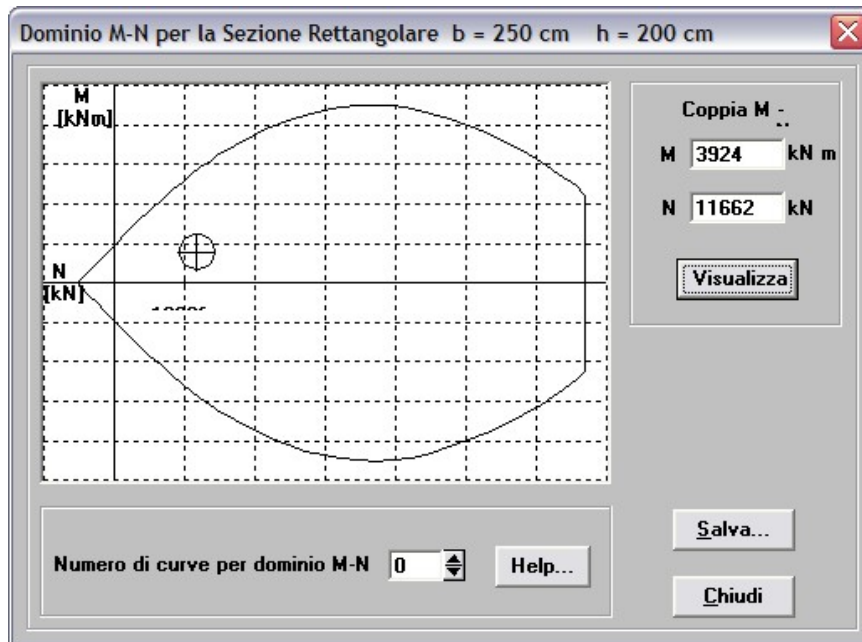 Dominio M-N per la Sezione Rettangolare b = 250 cm h = 200 cm
M
[kNm]
N
[kN]
Coppia M -
M 3924 kN m
N 11662 kN
Visualizza
Numero di curve per dominio M-N 0
Help...
Salva...
Chiudi